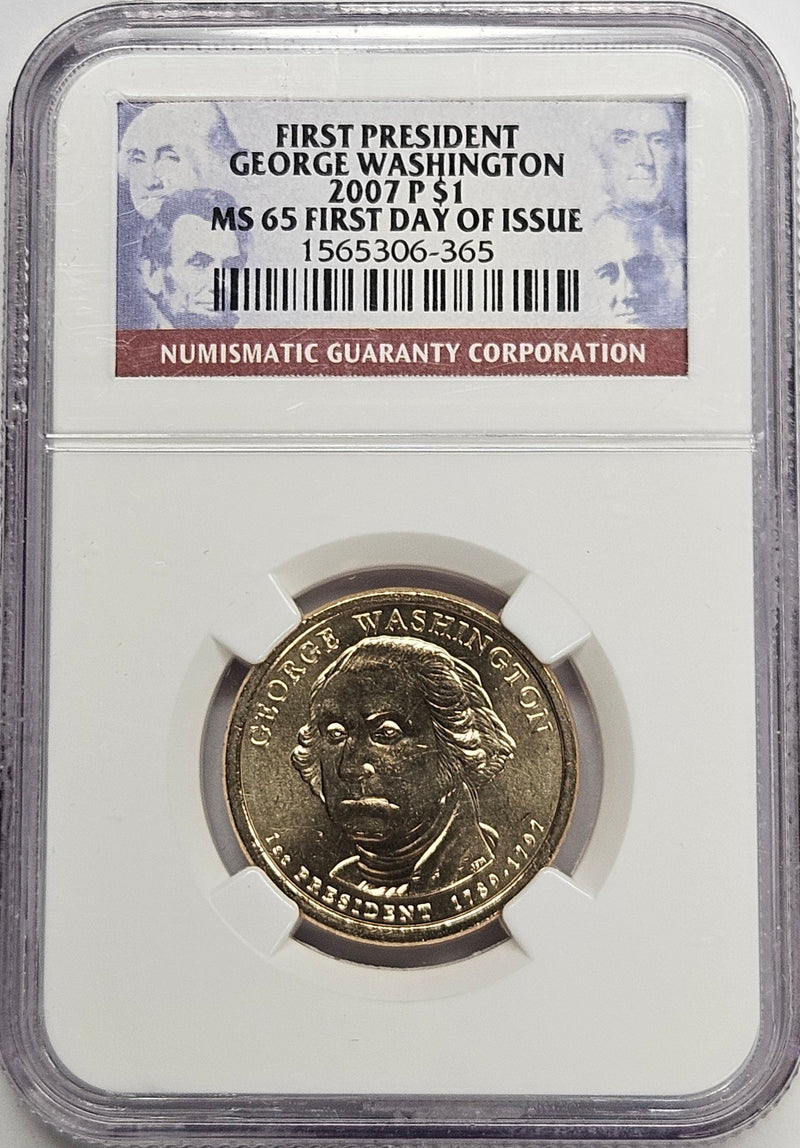 FIRST PRESIDENT
GEORGE WASHINGTON
2007 P $1
MS 65 FIRST DAY OF ISSUE
1565306-365
NUMISMATIC GUARANTY CORPORATION
GEORGE WASHINGTON
1st PRESIDENT 1789-1797